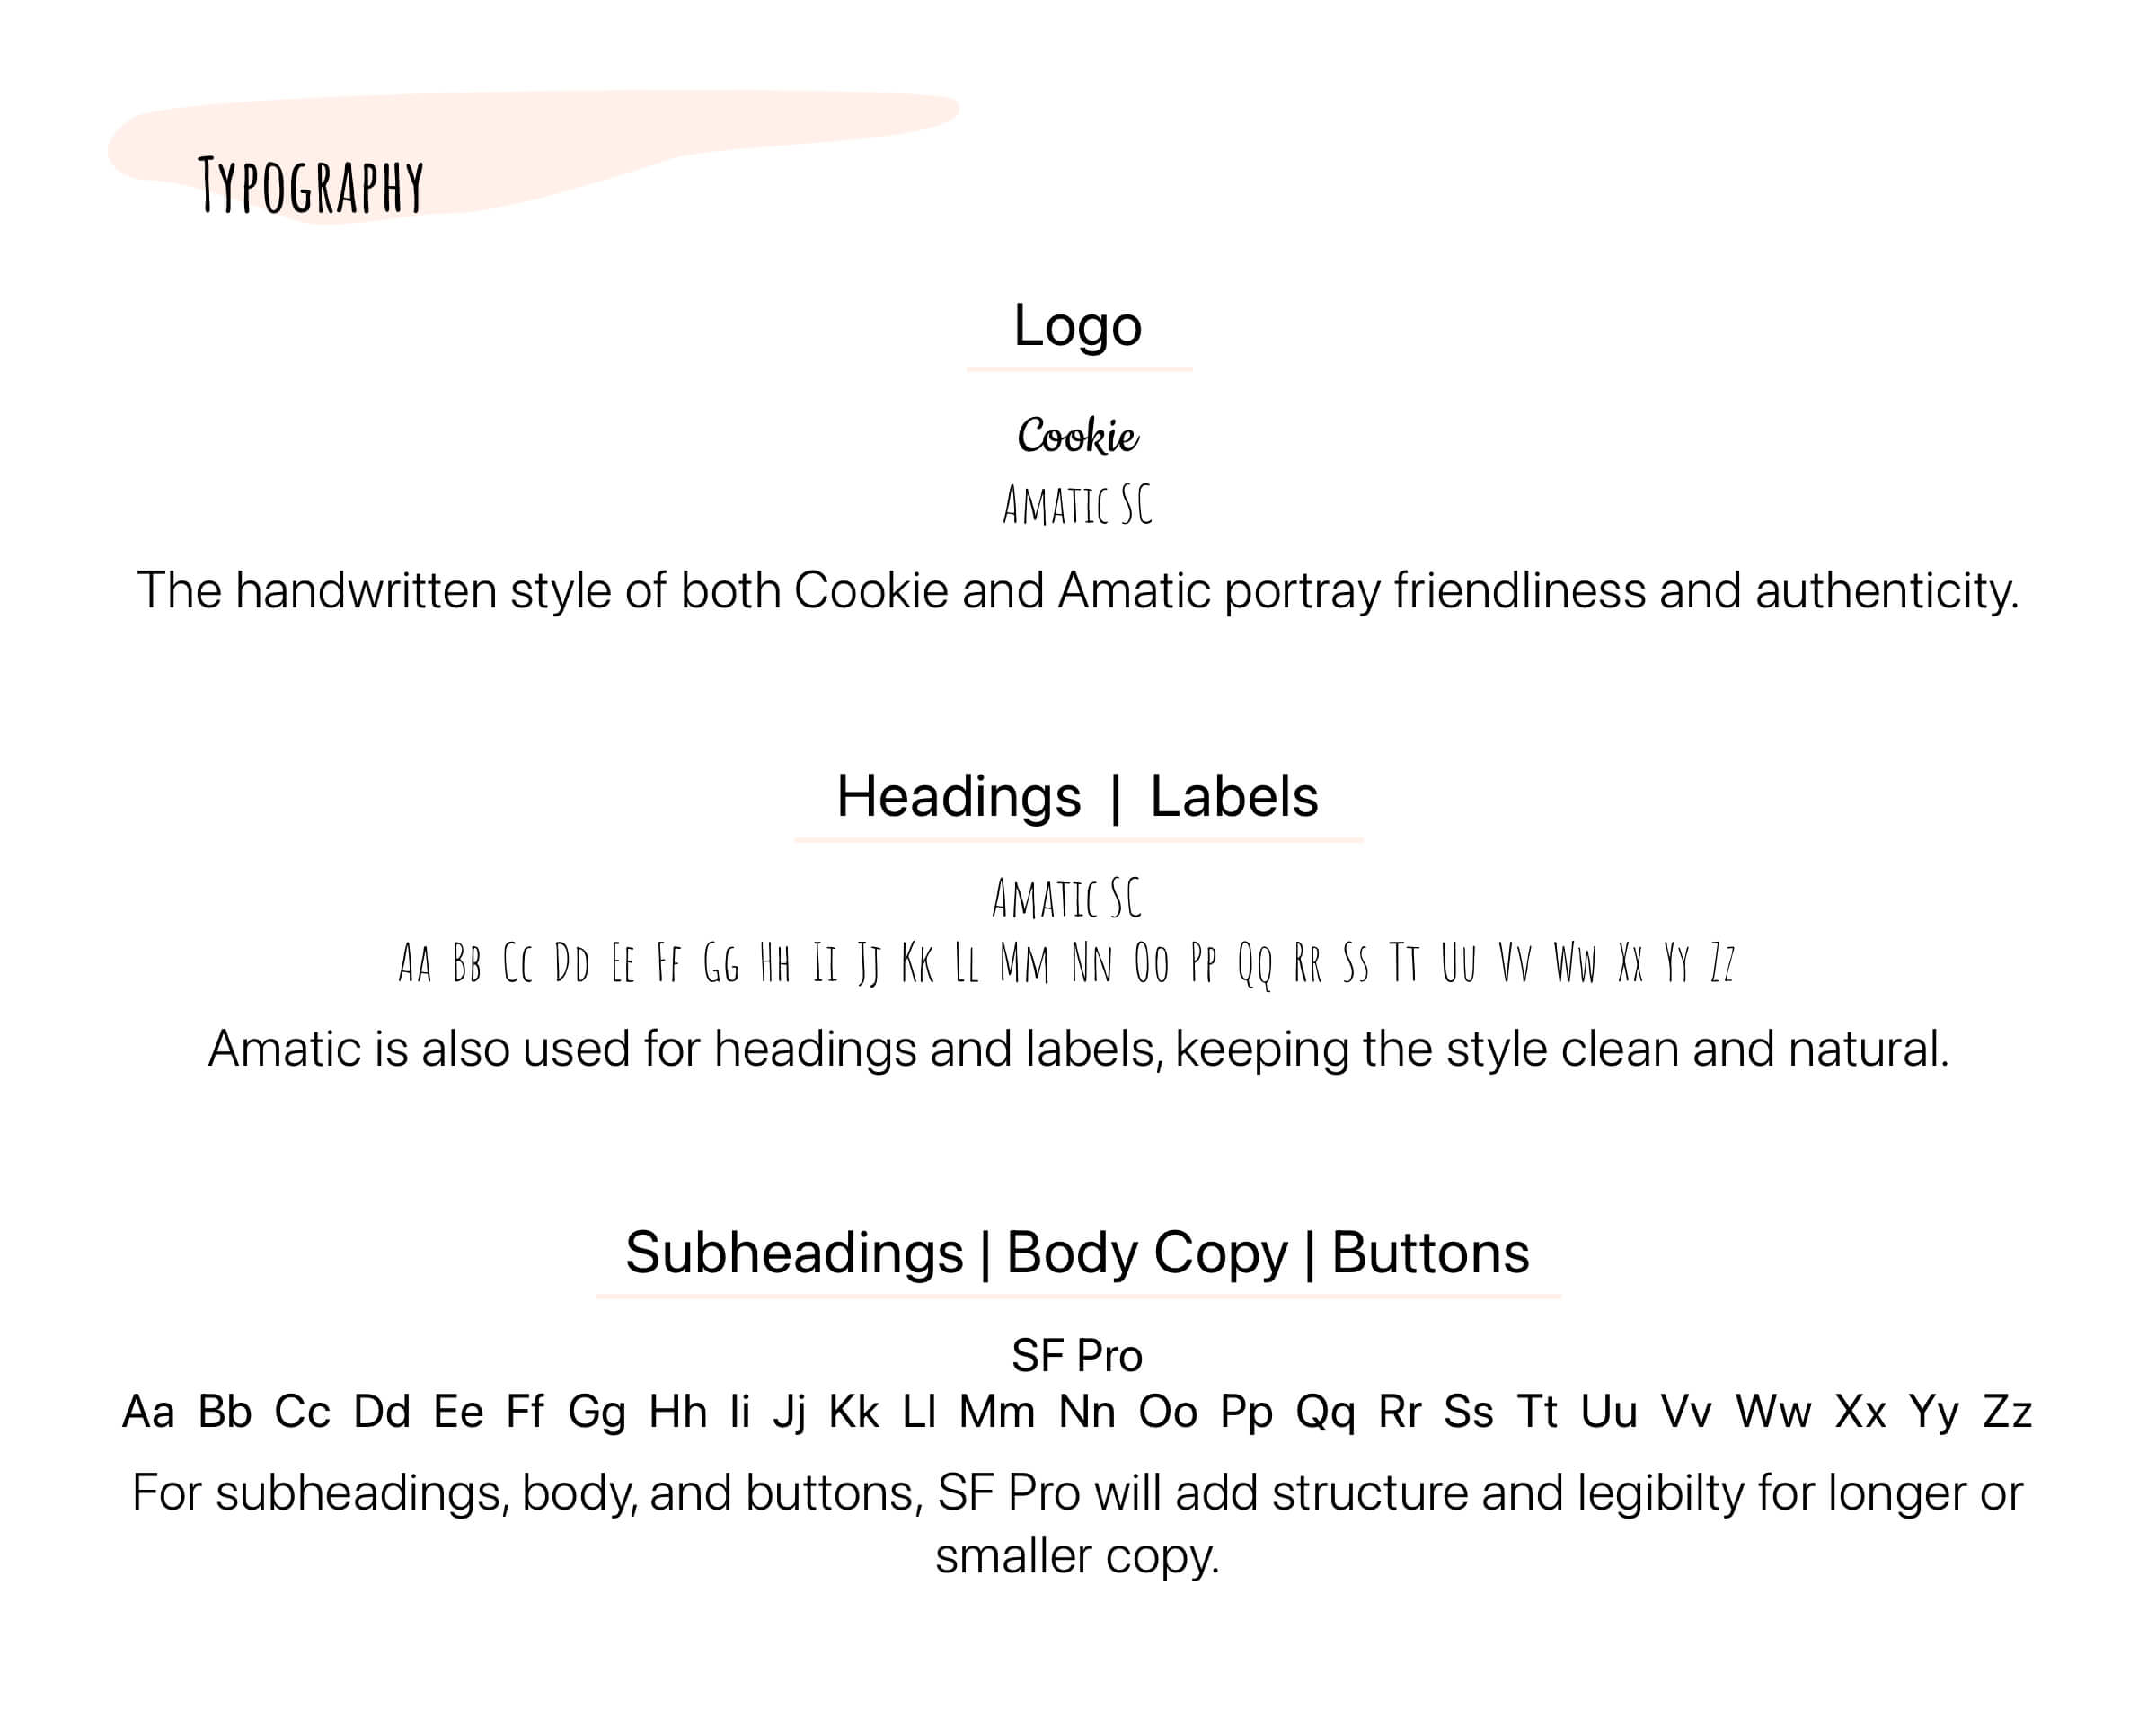 Typography
Logo
Cookie
Amatic SC
The handwritten style of both Cookie and Amatic portray friendliness and authenticity.
Headings | Labels
Amatic SC
Aa Bb Cc Dd Ee Ff Gg Hh Ii Jj Kk Ll Mm Nn Oo Pp Qq Rr Ss Tt Uu Vv Ww Xx Yy Zz
Amatic is also used for headings and labels, keeping the style clean and natural.
Subheadings | Body Copy | Buttons
SF Pro
Aa Bb Cc Dd Ee Ff Gg Hh Ii Jj Kk Ll Mm Nn Oo Pp Qq Rr Ss Tt Uu Vv Ww Xx Yy Zz
For subheadings, body, and buttons, SF Pro will add structure and legibilty for longer or
smaller copy.